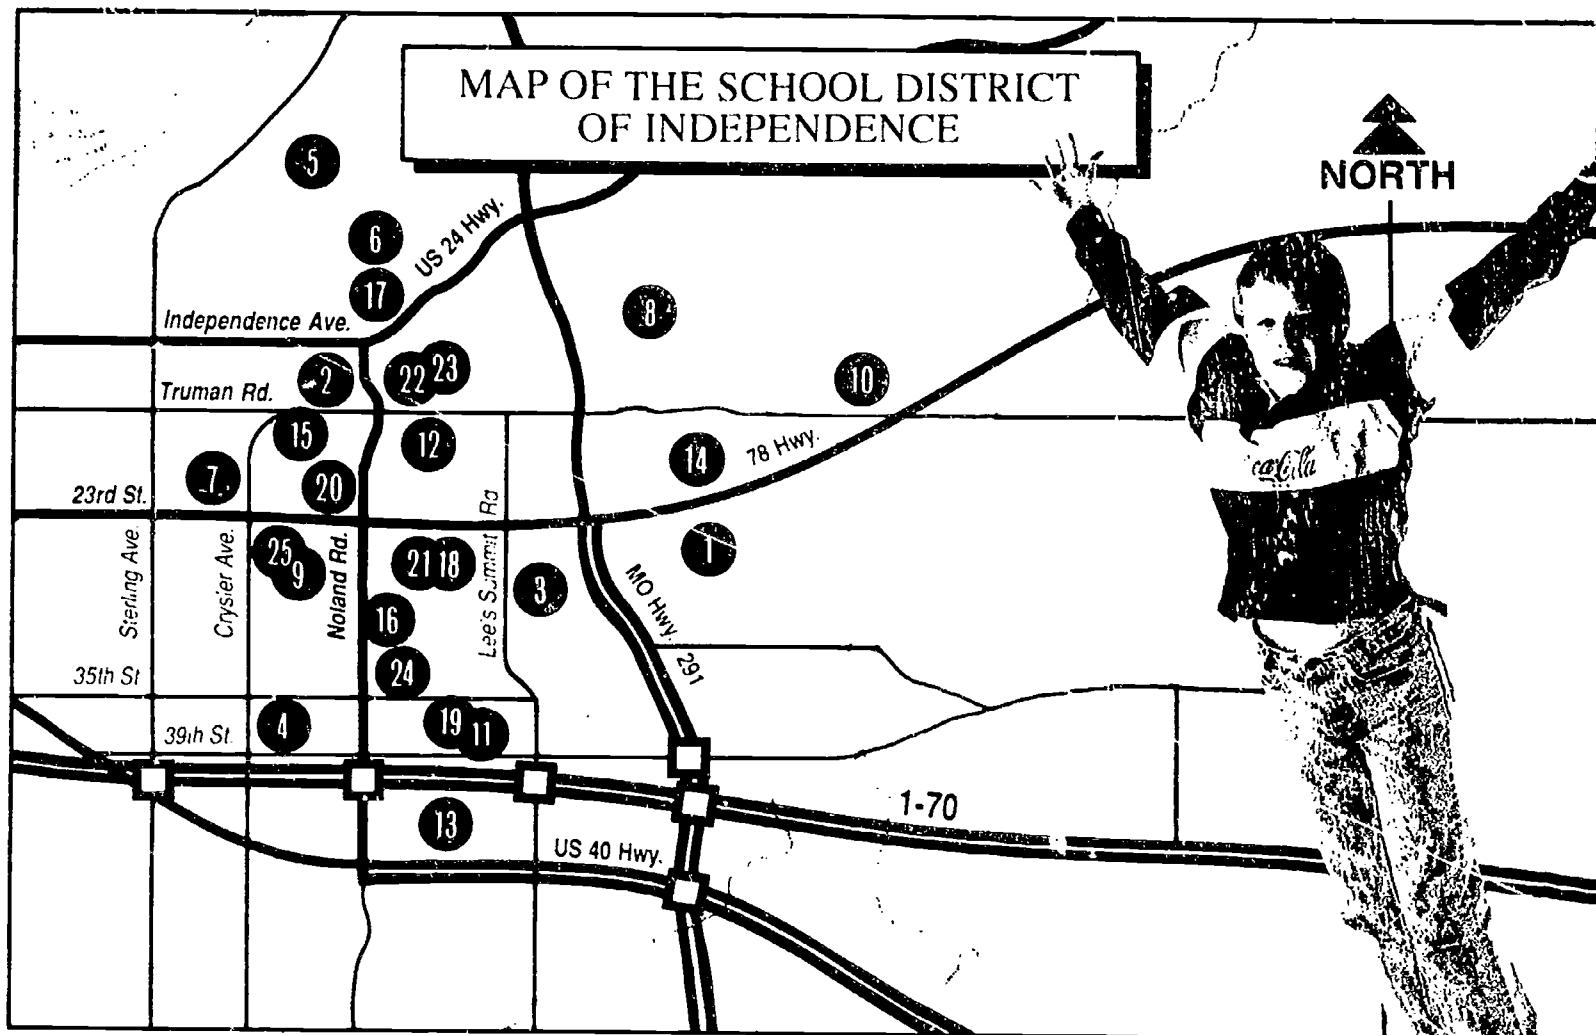 MAP OF THE SCHOOL DISTRICT
OF INDEPENDENCE
NORTH
5
6
US 24 Hwy.
17
8
Independence Ave.
2
22
23
10
Truman Rd.
15
12
14
78 Hwy.
7
20
23rd St.
Sterling Ave.
Crysler Ave.
25
9
Noland Rd.
21
18
Lee's Summit Rd
3
1
MO Hwy. 291
16
24
35th St
4
19
11
39th St.
13
1-70
US 40 Hwy.